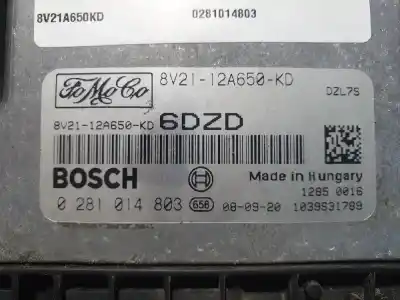 8V21A650KD 0281014803
FoMoCo 8V21-12A650-KD
DZL7S
8V21-12A650-KD 6DZD
BOSCH Made in Hungary
1285 0016
0 281 014 803 658 08-09-20 1039S31789